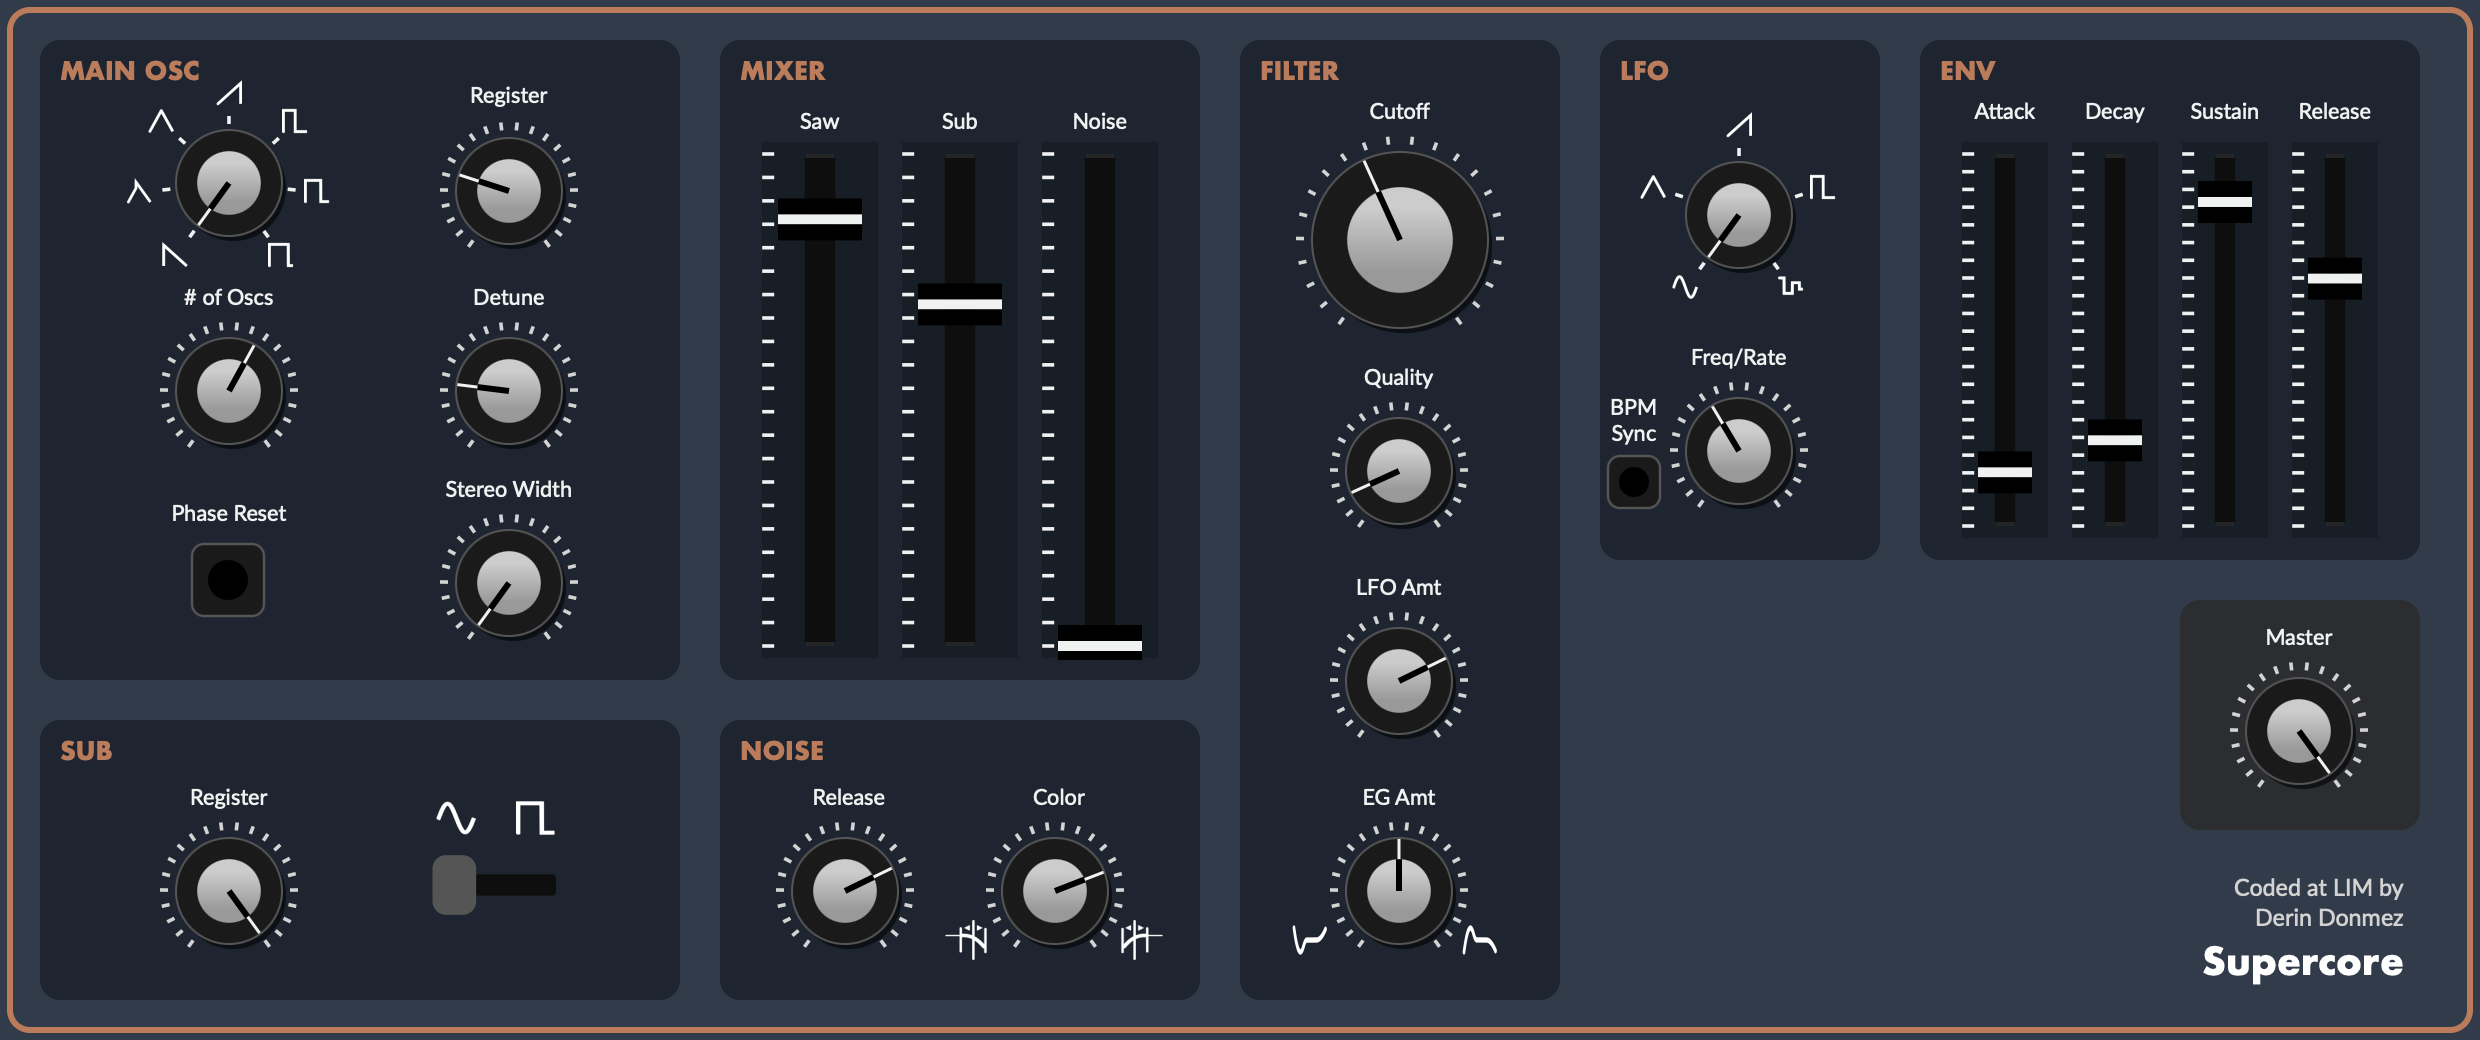 MAIN OSC
Register
# of Oscs
Detune
Phase Reset
Stereo Width
MIXER
Saw
Sub
Noise
FILTER
Cutoff
Quality
LFO Amt
EG Amt
LFO
Freq/Rate
BPM
Sync
ENV
Attack
Decay
Sustain
Release
SUB
Register
NOISE
Release
Color
Master
Coded at LIM by
Derin Donmez
Supercore